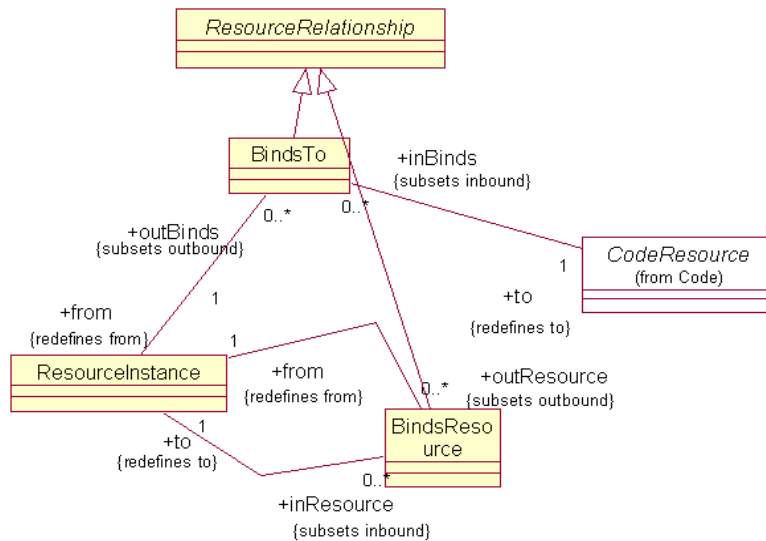 ResourceRelationship
BindsTo
+inBinds
{subsets inbound}
0..*
0..*
+outBinds
{subsets outbound}
CodeResource
(from Code)
1
+to
{redefines to}
1
+from
{redefines from}
1
ResourceInstance
+from
{redefines from}
0..*
+outResource
{subsets outbound}
BindsReso
urce
1
+to
{redefines to}
0..*
+inResource
{subsets inbound}